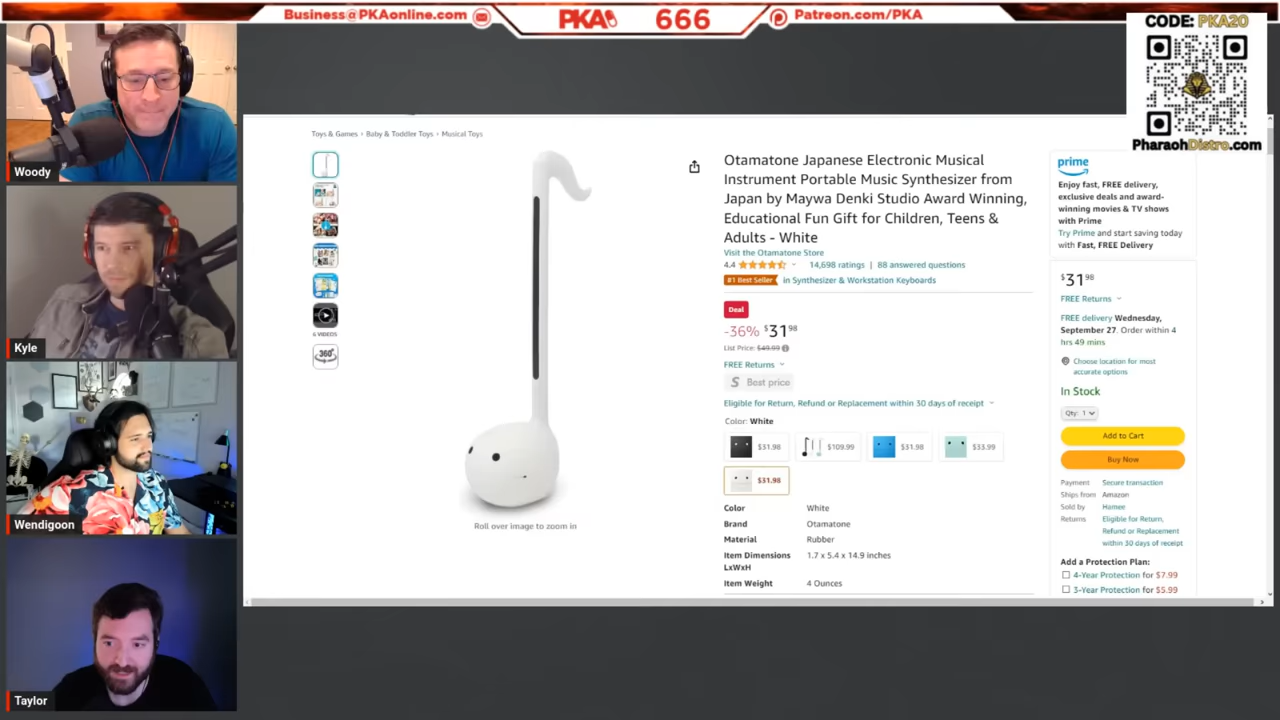 Business@PKAonline.com
PKA
666
Patreon.com/PKA
CODE: PKA20
PharaohDistro.com
Woody
Kyle
Wendigoon
Taylor
Toys & Games › Baby & Toddler Toys › Musical Toys
6 VIDEOS
360°
Roll over image to zoom in
Otamatone Japanese Electronic Musical
Instrument Portable Music Synthesizer from
Japan by Maywa Denki Studio Award Winning,
Educational Fun Gift for Children, Teens &
Adults - White
Visit the Otamatone Store
4.4 14,698 ratings | 88 answered questions
#1 Best Seller in Synthesizer & Workstation Keyboards
Deal
-36% $3198
List Price: $49.99
FREE Returns
S Best price
Eligible for Return, Refund or Replacement within 30 days of receipt
Color: White
$31.98
$109.99
$31.98
$33.99
$31.98
Color White
Brand Otamatone
Material Rubber
Item Dimensions 1.7 x 5.4 x 14.9 inches
LxWxH
Item Weight 4 Ounces
prime
Enjoy fast, FREE delivery,
exclusive deals and award-
winning movies & TV shows
with Prime
Try Prime and start saving today
with Fast, FREE Delivery
$3198
FREE Returns
FREE delivery Wednesday,
September 27. Order within 4
hrs 49 mins
Choose location for most
accurate options
In Stock
Qty: 1
Add to Cart
Buy Now
Payment Secure transaction
Ships from Amazon
Sold by Hamee
Returns Eligible for Return,
Refund or Replacement
within 30 days of receipt
Add a Protection Plan:
4-Year Protection for $7.99
3-Year Protection for $5.99